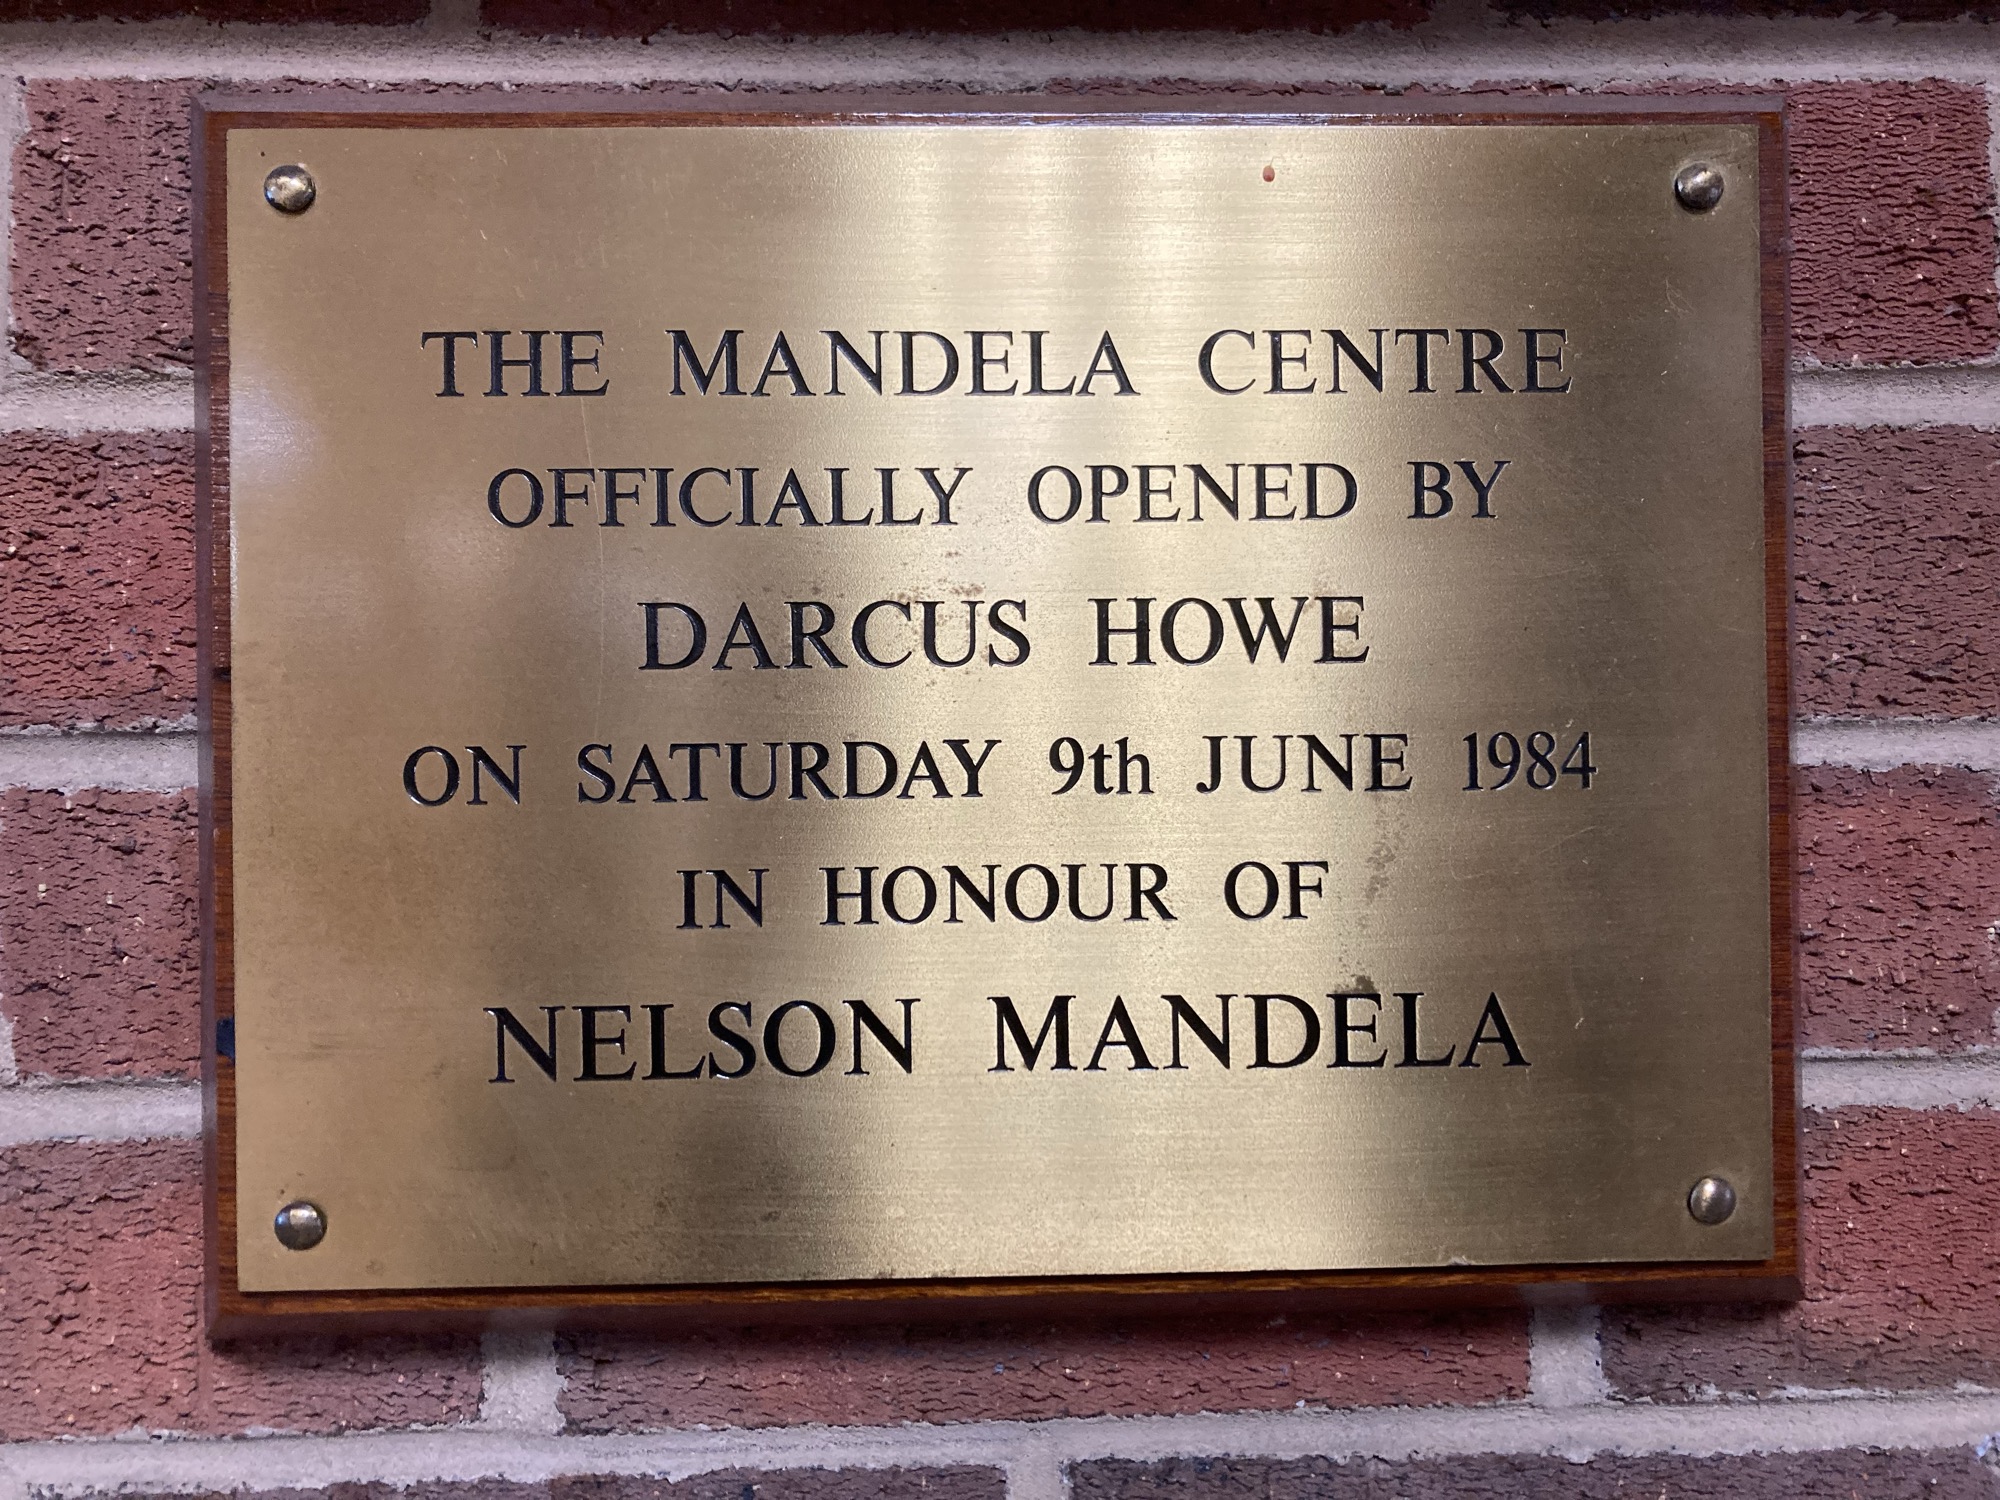 THE MANDELA CENTRE
OFFICIALLY OPENED BY
DARCUS HOWE
ON SATURDAY 9th JUNE 1984
IN HONOUR OF
NELSON MANDELA